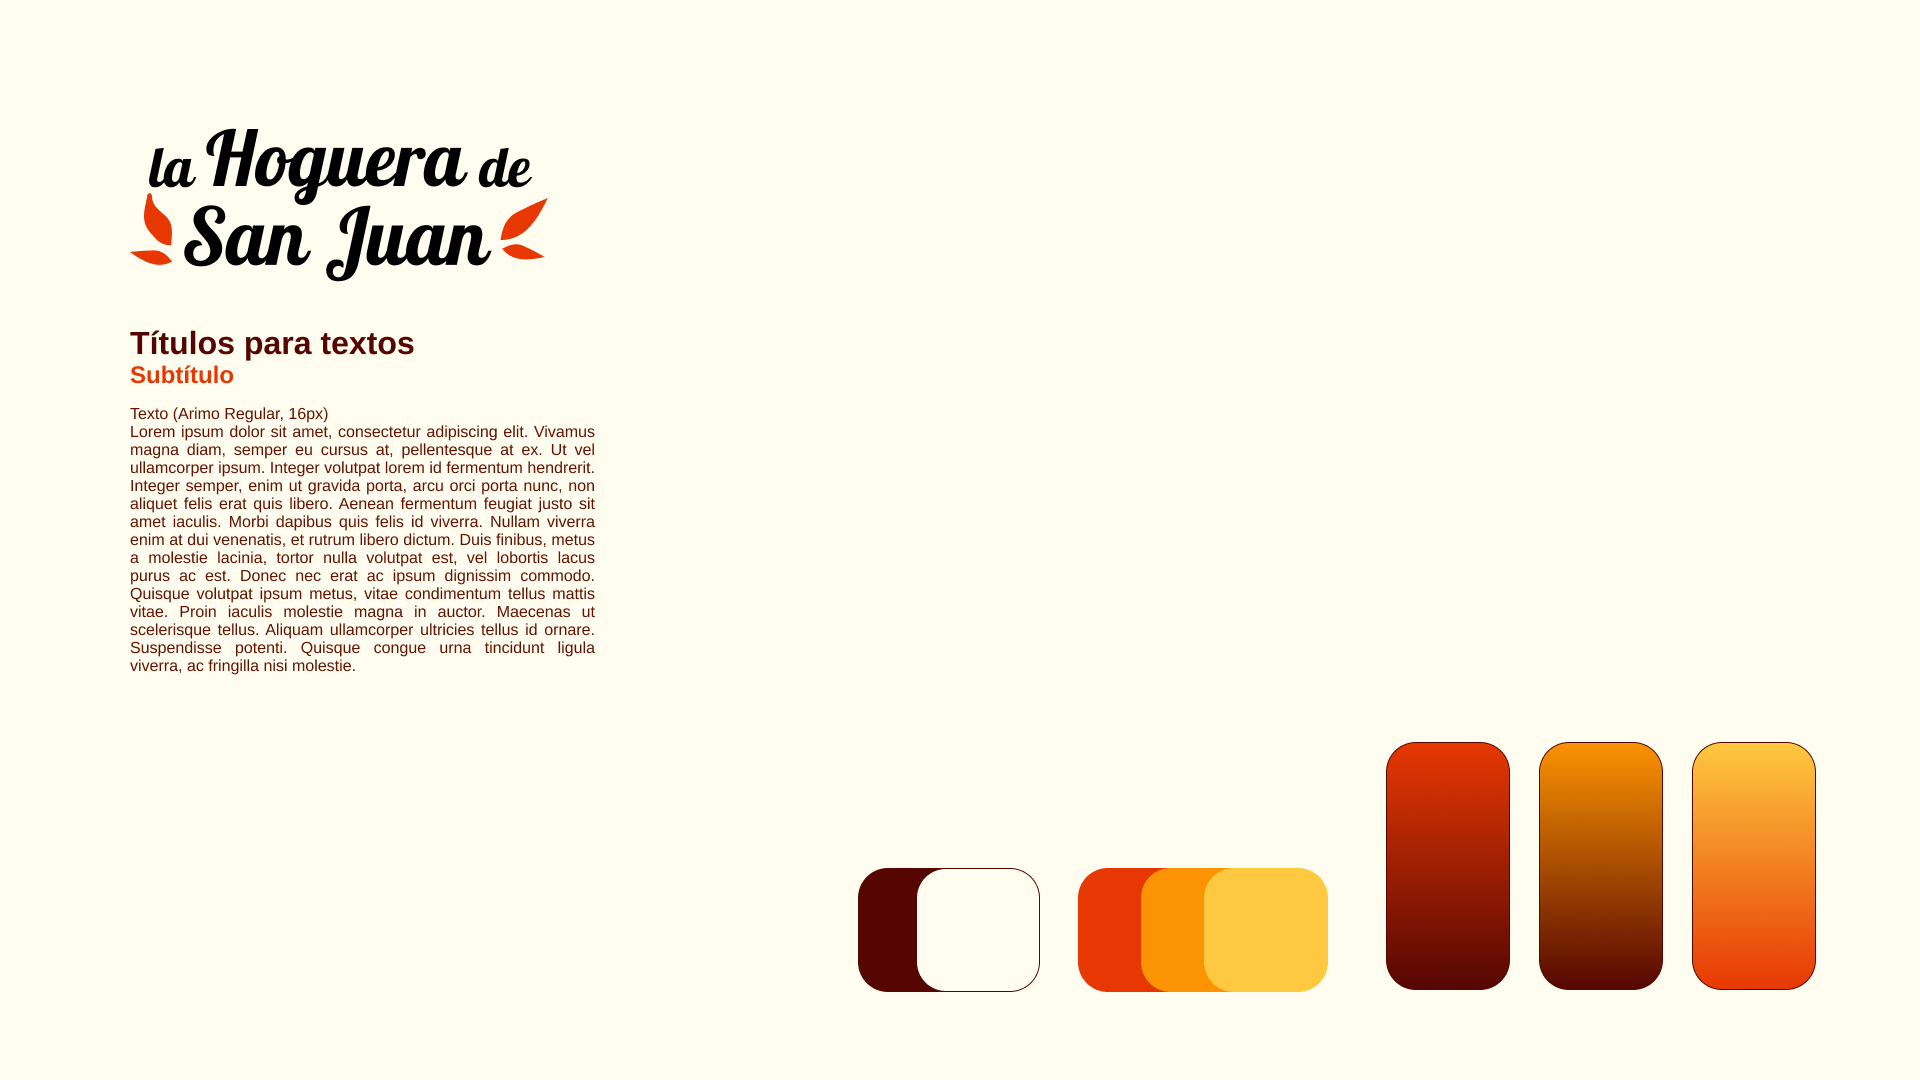 la Hoguera de
San Juan
Títulos para textos
Subtítulo
Texto (Arimo Regular, 16px)
Lorem ipsum dolor sit amet, consectetur adipiscing elit. Vivamus
magna diam, semper eu cursus at, pellentesque at ex. Ut vel
ullamcorper ipsum. Integer volutpat lorem id fermentum hendrerit.
Integer semper, enim ut gravida porta, arcu orci porta nunc, non
aliquet felis erat quis libero. Aenean fermentum feugiat justo sit
amet iaculis. Morbi dapibus quis felis id viverra. Nullam viverra
enim at dui venenatis, et rutrum libero dictum. Duis finibus, metus
a molestie lacinia, tortor nulla volutpat est, vel lobortis lacus
purus ac est. Donec nec erat ac ipsum dignissim commodo.
Quisque volutpat ipsum metus, vitae condimentum tellus mattis
vitae. Proin iaculis molestie magna in auctor. Maecenas ut
scelerisque tellus. Aliquam ullamcorper ultricies tellus id ornare.
Suspendisse potenti. Quisque congue urna tincidunt ligula
viverra, ac fringilla nisi molestie.